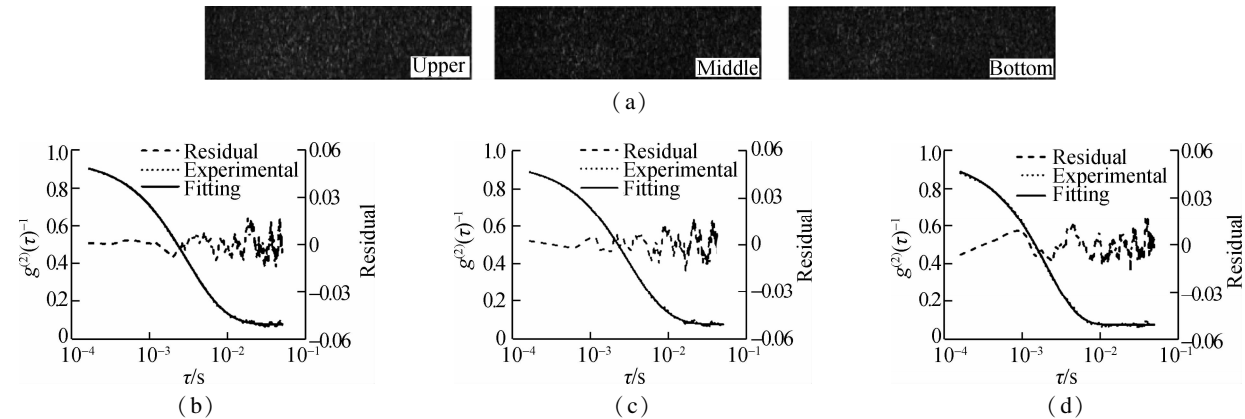 Upper
Middle
Bottom
(a)
Residual
Experimental
Fitting
g(2)(τ)−1
1.0
0.8
0.6
0.4
0.2
0
0.06
0.03
0
−0.03
−0.06
Residual
10−4
10−3
10−2
10−1
τ/s
(b)
Residual
Experimental
Fitting
g(2)(τ)−1
1.0
0.8
0.6
0.4
0.2
0
0.06
0.03
0
−0.03
−0.06
Residual
10−4
10−3
10−2
10−1
τ/s
(c)
Residual
Experimental
Fitting
g(2)(τ)−1
1.0
0.8
0.6
0.4
0.2
0
0.06
0.03
0
−0.03
−0.06
Residual
10−4
10−3
10−2
10−1
τ/s
(d)